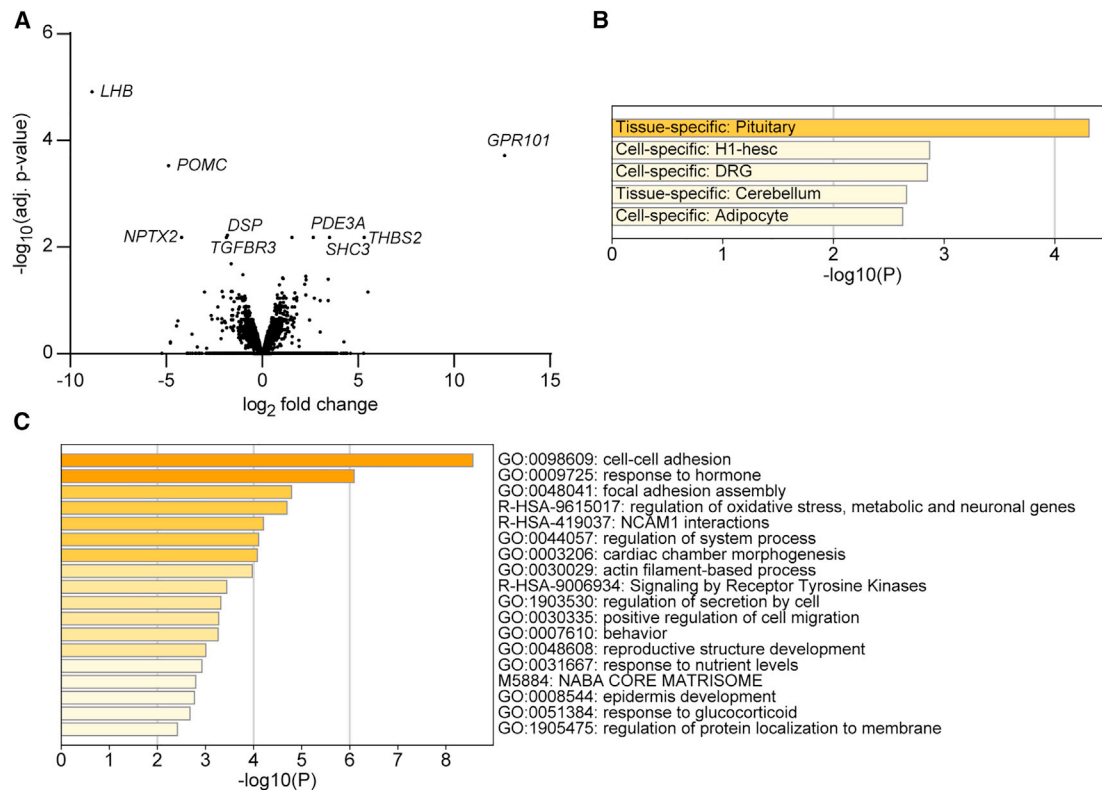 A
6
4
2
0
-log10(adj. p-value)
LHB
GPR101
POMC
NPTX2
DSP
TGFBR3
PDE3A
SHC3
THBS2
-10
-5
0
5
10
15
log2 fold change
B
Tissue-specific: Pituitary
Cell-specific: H1-hesc
Cell-specific: DRG
Tissue-specific: Cerebellum
Cell-specific: Adipocyte
0
1
2
3
4
-log10(P)
C
GO:0098609: cell-cell adhesion
GO:0009725: response to hormone
GO:0048041: focal adhesion assembly
R-HSA-9615017: regulation of oxidative stress, metabolic and neuronal genes
R-HSA-419037: NCAM1 interactions
GO:0044057: regulation of system process
GO:0003206: cardiac chamber morphogenesis
GO:0030029: actin filament-based process
R-HSA-9006934: Signaling by Receptor Tyrosine Kinases
GO:1903530: regulation of secretion by cell
GO:0030335: positive regulation of cell migration
GO:0007610: behavior
GO:0048608: reproductive structure development
GO:0031667: response to nutrient levels
M5884: NABA CORE MATRISOME
GO:0008544: epidermis development
GO:0051384: response to glucocorticoid
GO:1905475: regulation of protein localization to membrane
0
1
2
3
4
5
6
7
8
-log10(P)